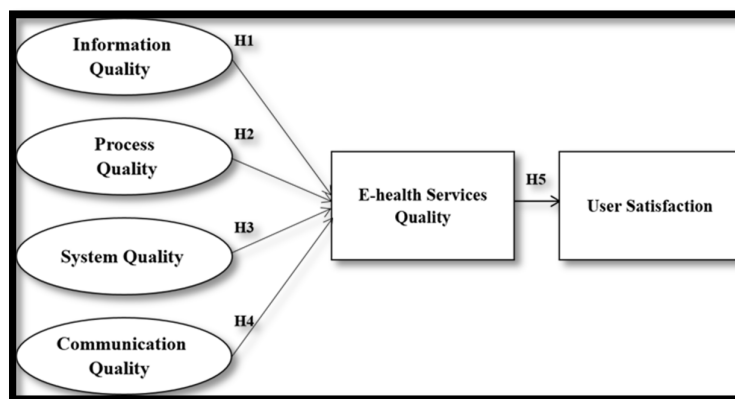 Information
Quality
H1
Process
Quality
H2
System Quality
H3
Communication
Quality
H4
E-health Services
Quality
H5
User Satisfaction